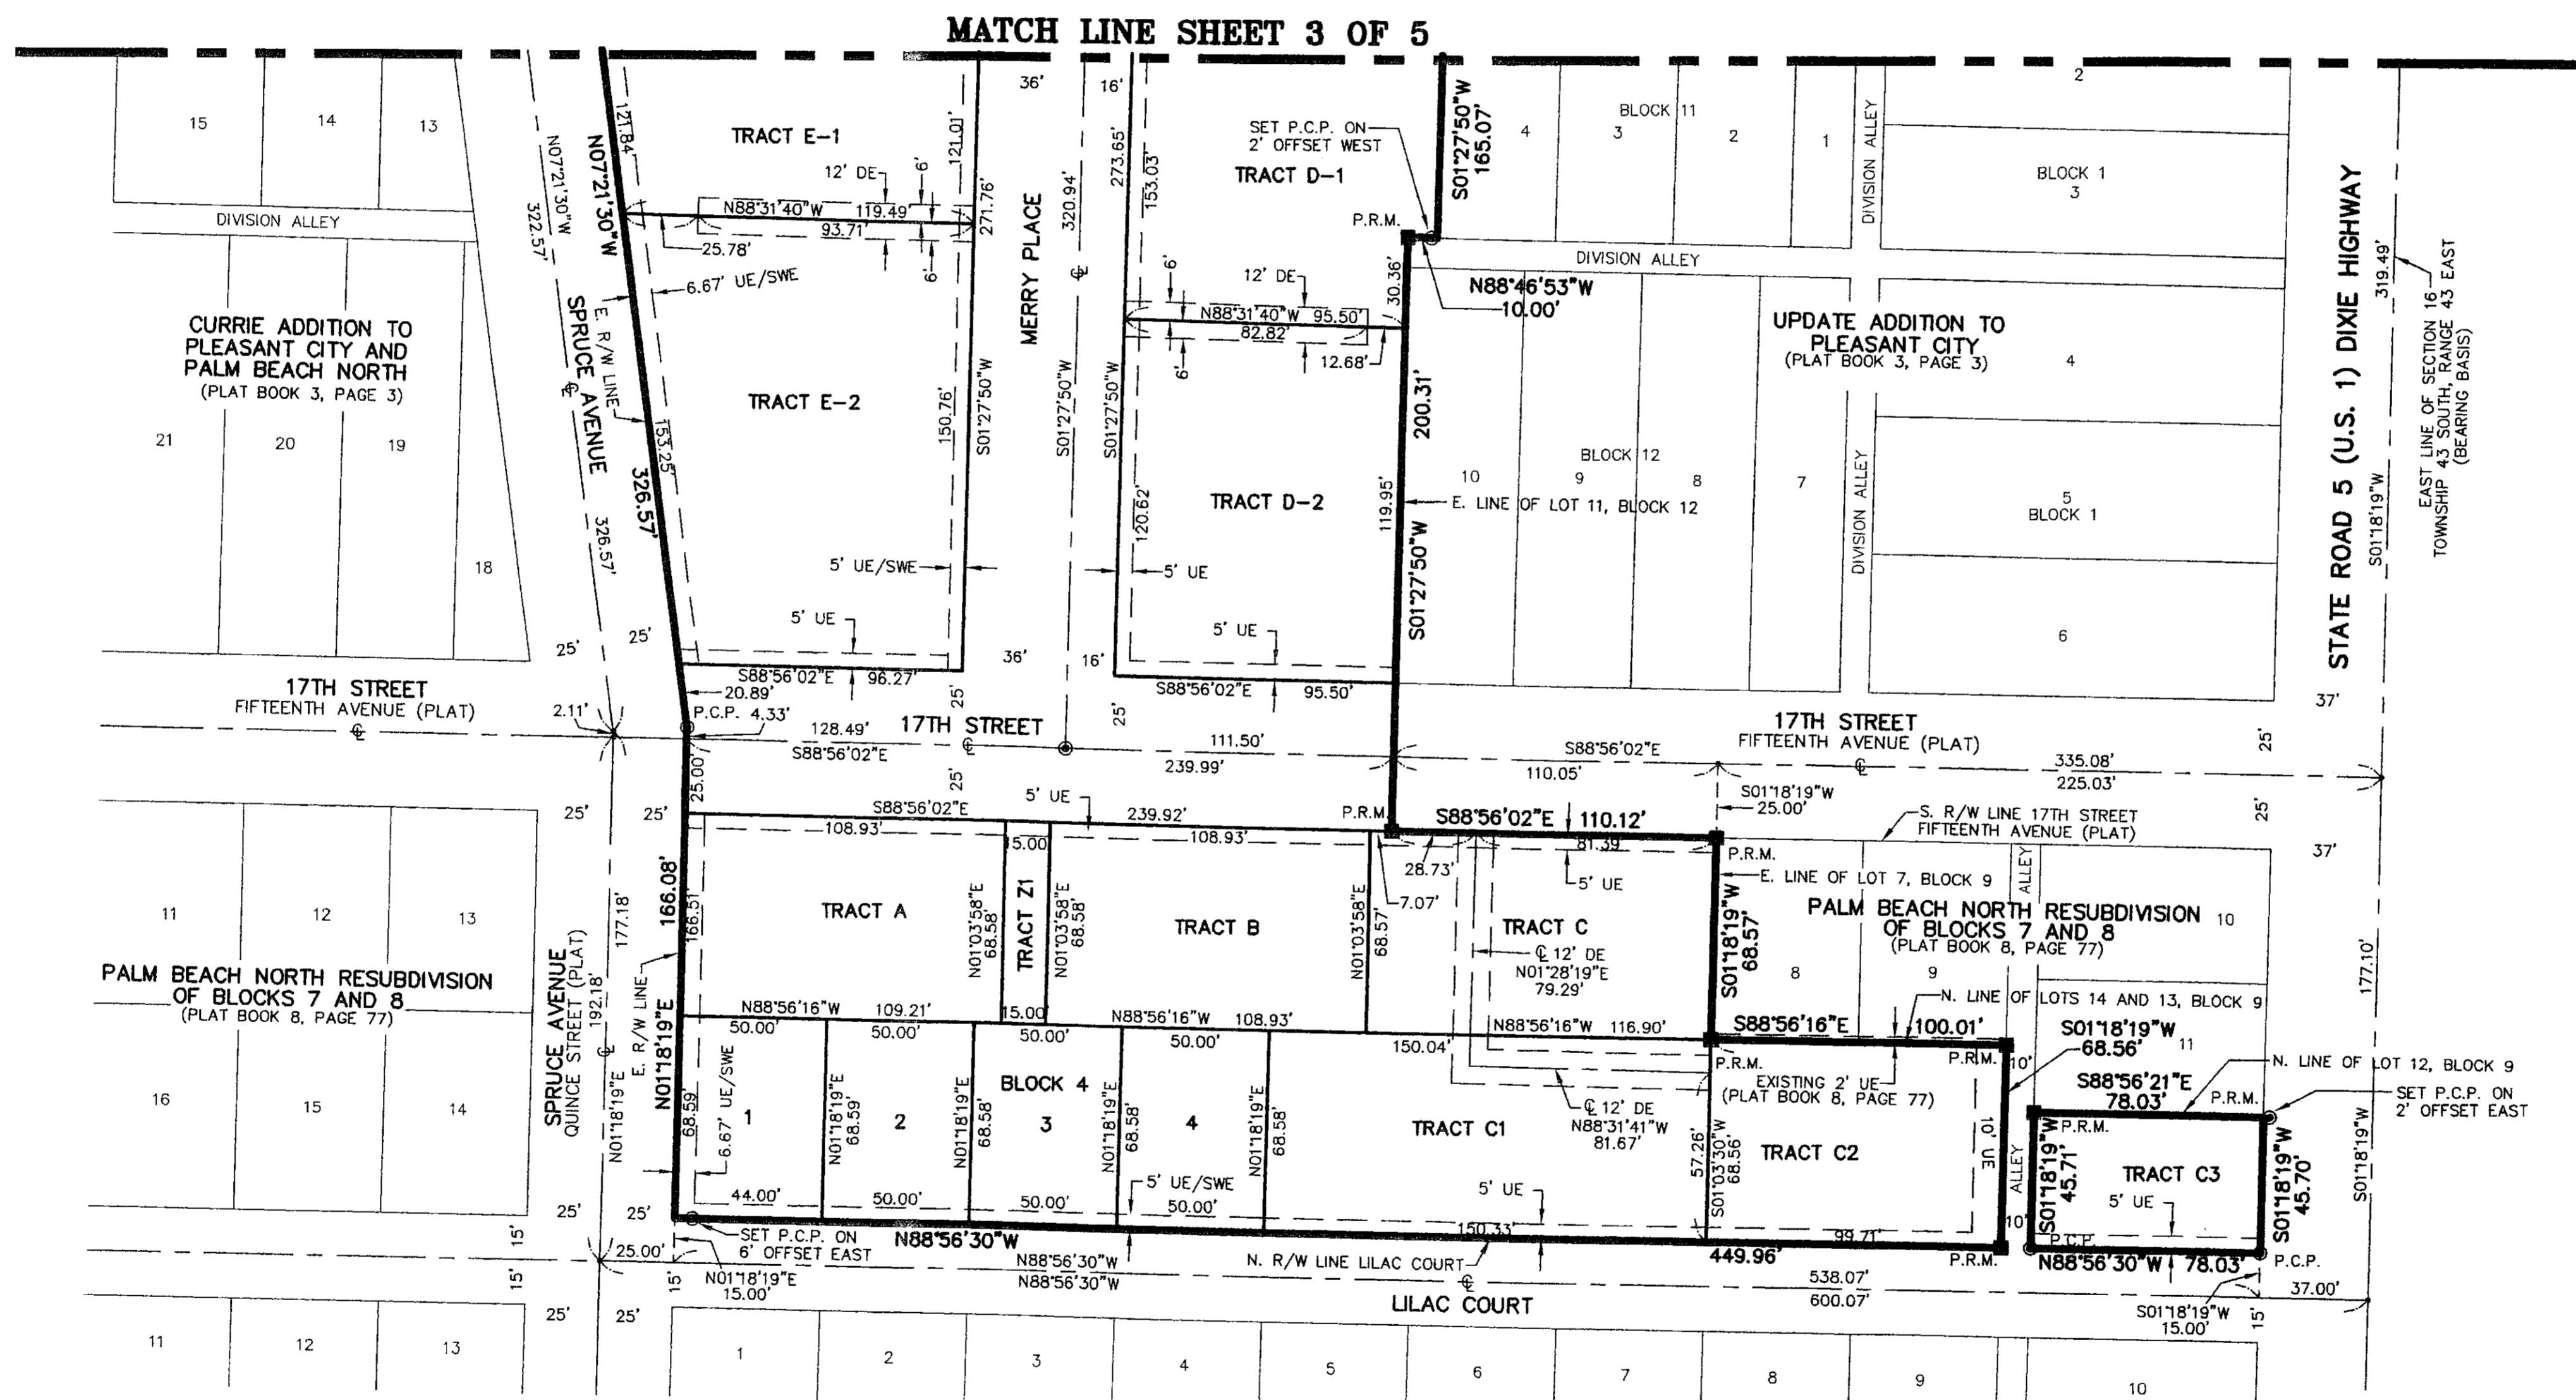 MATCH LINE SHEET 3 OF 5
15
14
13
DIVISION ALLEY
CURRIE ADDITION TO
PLEASANT CITY AND
PALM BEACH NORTH
(PLAT BOOK 3, PAGE 3)
21
20
19
18
N07°21'30"W
322.57'
N07°21'30"W
121.84'
SPRUCE AVENUE
℄
E. R/W LINE
326.57'
326.57'
153.25'
TRACT E-1
12' DE
6'
121.01'
N88°31'40"W 119.49'
93.71'
25.78'
6'
271.76'
6.67' UE/SWE
TRACT E-2
150.76'
S01°27'50"W
5' UE/SWE
5' UE
S88°56'02"E 96.27'
20.89'
36'
16'
MERRY PLACE
320.94'
℄
S01°27'50"W
36'
16'
273.65'
153.03'
S01°27'50"W
TRACT D-1
SET P.C.P. ON
2' OFFSET WEST
P.R.M.
S01°27'50"W
165.07'
30.36'
N88°46'53"W
10.00'
6'
12' DE
N88°31'40"W 95.50'
82.82'
6'
12.68'
200.31'
TRACT D-2
120.62'
119.95'
E. LINE OF LOT 11, BLOCK 12
S01°27'50"W
5' UE
5' UE
S88°56'02"E 95.50'
BLOCK 11
4
3
2
1
DIVISION ALLEY
DIVISION ALLEY
2
BLOCK 1
3
UPDATE ADDITION TO
PLEASANT CITY
(PLAT BOOK 3, PAGE 3)
4
BLOCK 12
10
9
8
7
DIVISION ALLEY
5
BLOCK 1
6
STATE ROAD 5 (U.S. 1) DIXIE HIGHWAY
319.49'
S01°18'19"W
EAST LINE OF SECTION 16
TOWNSHIP 43 SOUTH, RANGE 43 EAST
(BEARING BASIS)
17TH STREET
FIFTEENTH AVENUE (PLAT)
℄
25'
25'
2.11'
P.C.P. 4.33'
128.49'
S88°56'02"E
17TH STREET
℄
25'
25'
25'
111.50'
239.99'
S88°56'02"E
110.05'
17TH STREET
FIFTEENTH AVENUE (PLAT)
℄
335.08'
225.03'
25'
37'
S01°18'19"W
25.00'
S. R/W LINE 17TH STREET
FIFTEENTH AVENUE (PLAT)
25'
37'
25'
25'
25.00'
S88°56'02"E
239.92'
5' UE
P.R.M.
S88°56'02"E 110.12'
108.93'
15.00
108.93'
28.73'
7.07'
81.39
5' UE
P.R.M.
E. LINE OF LOT 7, BLOCK 9
11
12
13
PALM BEACH NORTH RESUBDIVISION
OF BLOCKS 7 AND 8
(PLAT BOOK 8, PAGE 77)
16
15
14
SPRUCE AVENUE
QUINCE STREET (PLAT)
192.18'
177.18'
℄
N01°18'19"E
E. R/W LINE
166.08'
166.51'
N01°18'19"E
TRACT A
N01°03'58"E
68.58'
TRACT Z1
N01°03'58"E
68.58'
TRACT B
N01°03'58"E
68.57'
TRACT C
℄ 12' DE
N01°28'19"E
79.29'
S01°18'19"W
68.57'
PALM BEACH NORTH RESUBDIVISION
OF BLOCKS 7 AND 8
(PLAT BOOK 8, PAGE 77)
8
9
10
ALLEY
N. LINE OF LOTS 14 AND 13, BLOCK 9
177.10'
S01°18'19"W
N88°56'16"W 109.21'
15.00
N88°56'16"W 108.93'
N88°56'16"W 116.90'
S88°56'16"E 100.01'
50.00'
50.00'
50.00'
50.00'
150.04'
P.R.M.
P.R.M.
10'
S01°18'19"W
68.56'
11
N. LINE OF LOT 12, BLOCK 9
S88°56'21"E
78.03'
P.R.M.
SET P.C.P. ON
2' OFFSET EAST
68.59'
6.67' UE/SWE
1
N01°18'19"E
68.59'
2
N01°18'19"E
68.58'
BLOCK 4
3
N01°18'19"E
68.58'
4
N01°18'19"E
68.58'
TRACT C1
℄ 12' DE
N88°31'41"W
81.67'
EXISTING 2' UE
(PLAT BOOK 8, PAGE 77)
57.26'
S01°03'30"W
68.56'
TRACT C2
10' UE
ALLEY
10'
P.R.M.
S01°18'19"W
45.71'
TRACT C3
5' UE
S01°18'19"W
45.70'
44.00'
50.00'
50.00'
50.00'
5' UE/SWE
5' UE
150.33'
99.71'
25'
25'
15'
15'
25.00'
SET P.C.P. ON
6' OFFSET EAST
N01°18'19"E
15.00'
15'
N88°56'30"W
N88°56'30"W
N88°56'30"W
N. R/W LINE LILAC COURT
℄
449.96'
P.R.M.
P.C.P.
N88°56'30"W 78.03'
P.C.P.
538.07'
600.07'
S01°18'19"W
15.00'
15'
37.00'
LILAC COURT
25'
25'
11
12
13
1
2
3
4
5
6
7
8
9
10